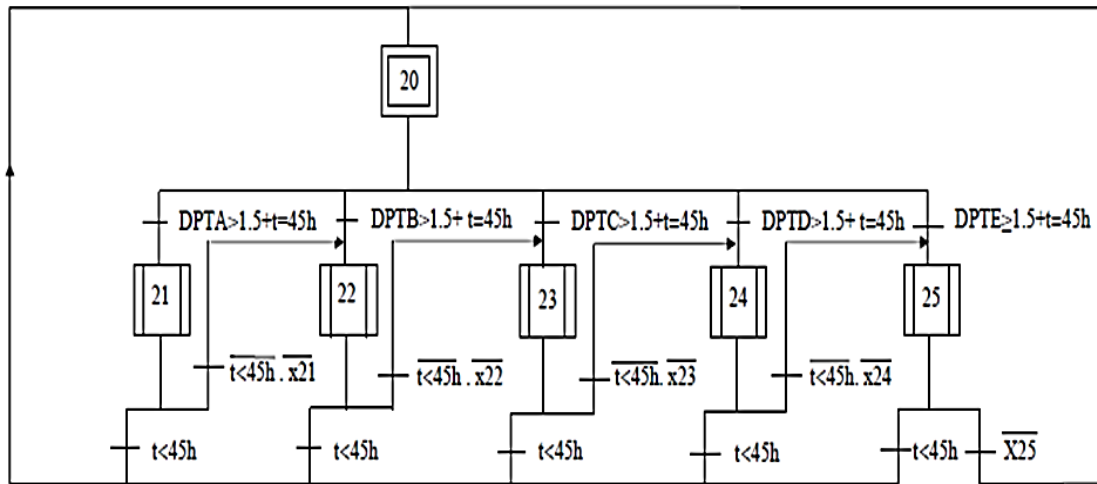 20
DPTA>1.5+t=45h
DPTB>1.5+ t=45h
DPTC>1.5+t=45h
DPTD>1.5+ t=45h
DPTE≥1.5+t=45h
21
22
23
24
25
t<45h . x21
t<45h . x22
t<45h. x23
t<45h. x24
t<45h
t<45h
t<45h
t<45h
t<45h
X25